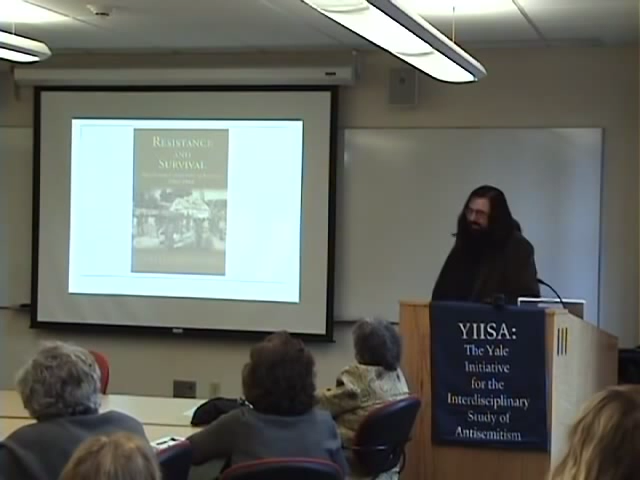 RESISTANCE
AND
SURVIVAL
YIISA:
The Yale
Initiative
for the
Interdisciplinary
Study of
Antisemitism